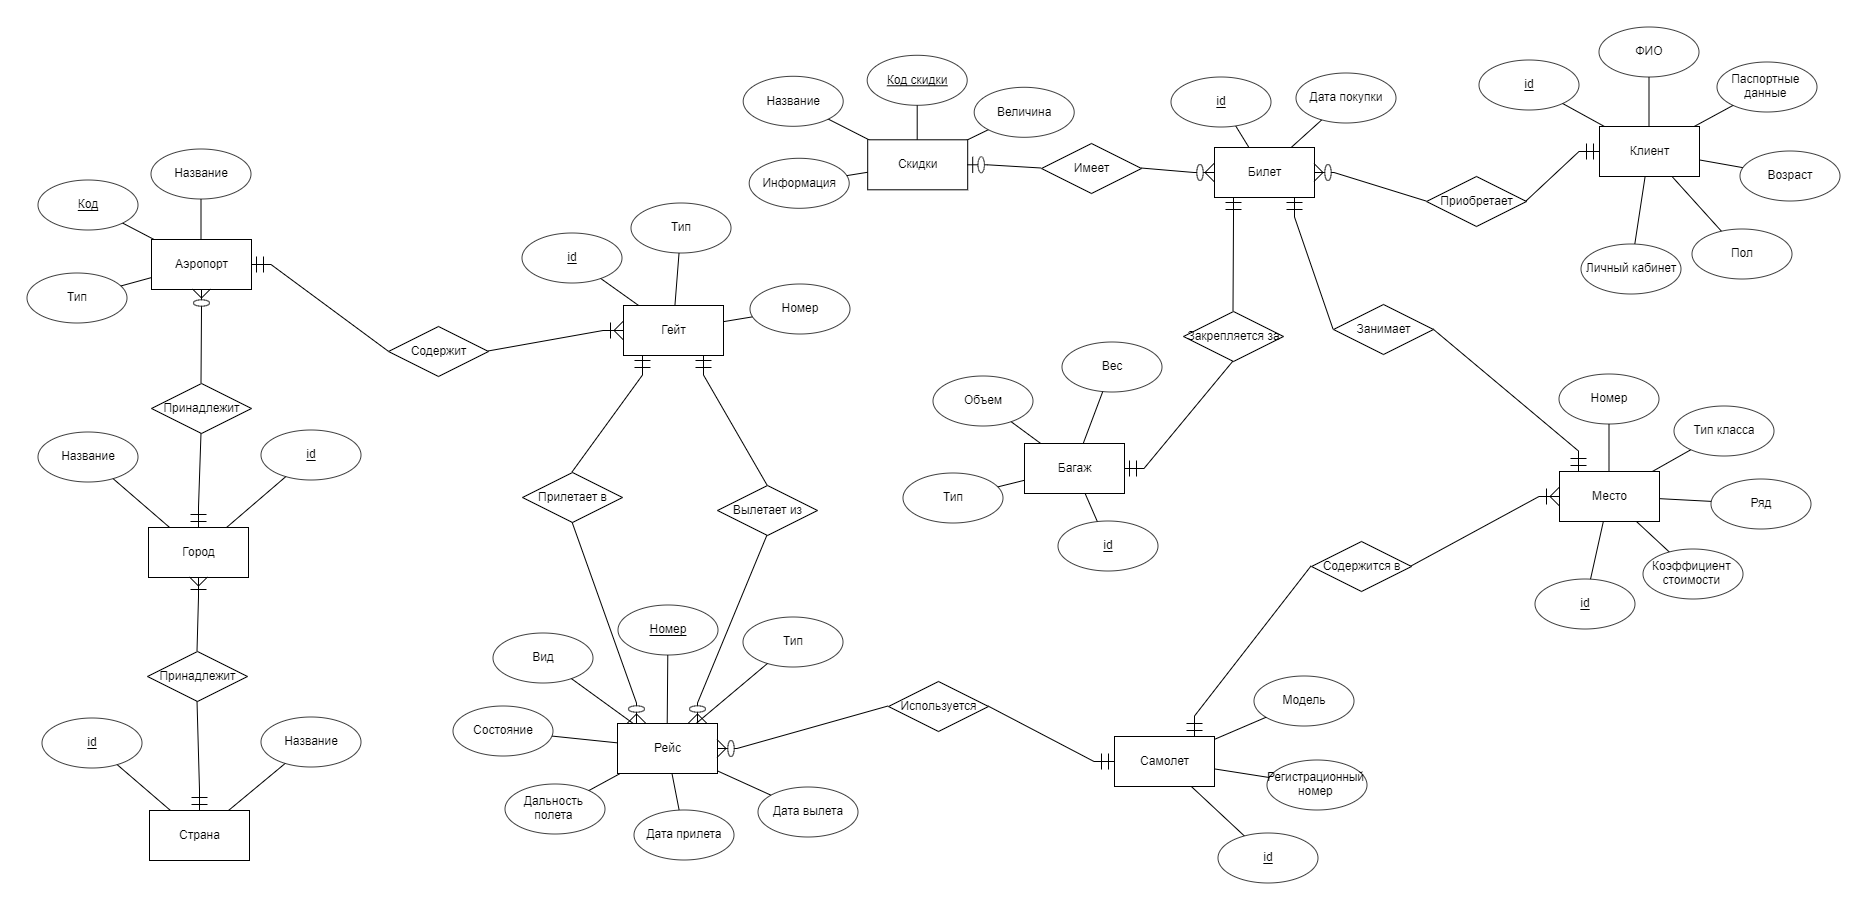 ФИО
Код скидки
Паспортные
данные
id
Дата покупки
Название
id
Величина
Клиент
Скидки
Имеет
Билет
Название
Возраст
Информация
Код
Приобретает
Тип
Аэропорт
id
Пол
Личный кабинет
Тип
Номер
Гейт
Закрепляется за
Занимает
Содержит
Вес
Объем
Номер
Принадлежит
Тип класса
Название
id
Багаж
Прилетает в
Тип
Место
Ряд
Вылетает из
id
Город
Содержится в
Коэффициент
стоимости
id
Номер
Тип
Вид
Принадлежит
Модель
Состояние
Используется
id
Название
Рейс
Самолет
Регистрационный
номер
Дальность
полета
Дата вылета
Дата прилета
Страна
id